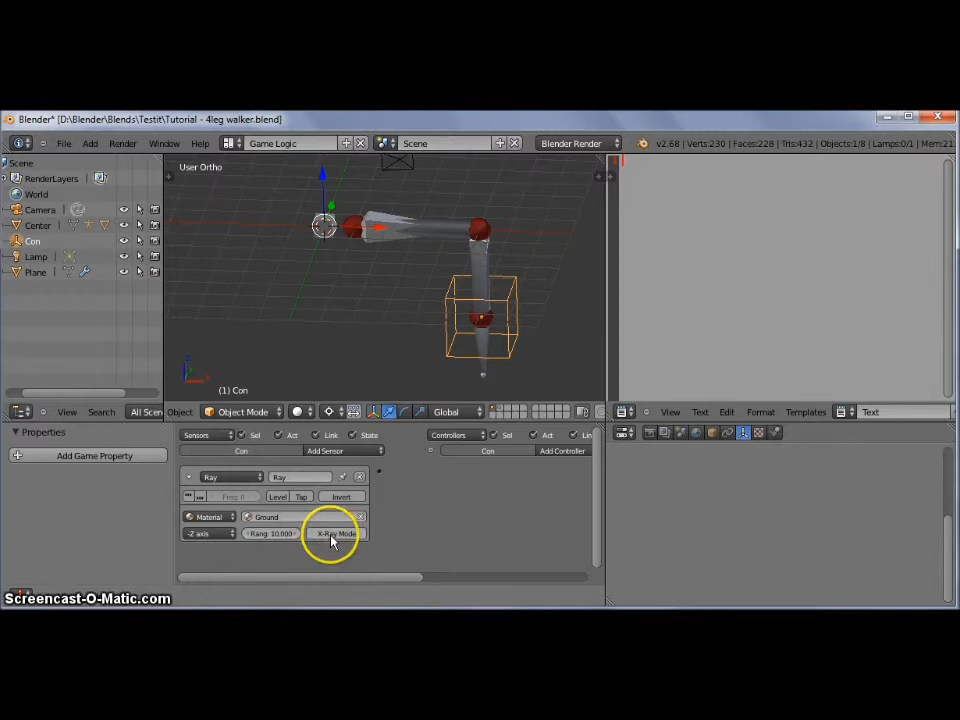 Blender* [D:\Blender\Blends\Testit\Tutorial - 4leg walker.blend]
File Add Render Window Help Game Logic Scene Blender Render v2.68 | Verts:230 | Faces:228 | Tris:432 | Objects:1/8 | Lamps:0/1 | Mem:21
Scene
RenderLayers
World
Camera
Center
Con
Lamp
Plane
User Ortho
(1) Con
View Search All Scen Object Object Mode Global View Text Edit Format Templates Text
Properties
Add Game Property
Sensors Sel Act Link State Controllers Sel Act Lin
Con Add Sensor Con Add Controller
Ray Ray
Freq: 0 Level Tap Invert
Material Ground
-Z axis Rang: 10.000 X-Ray Mode
Screencast-O-Matic.com